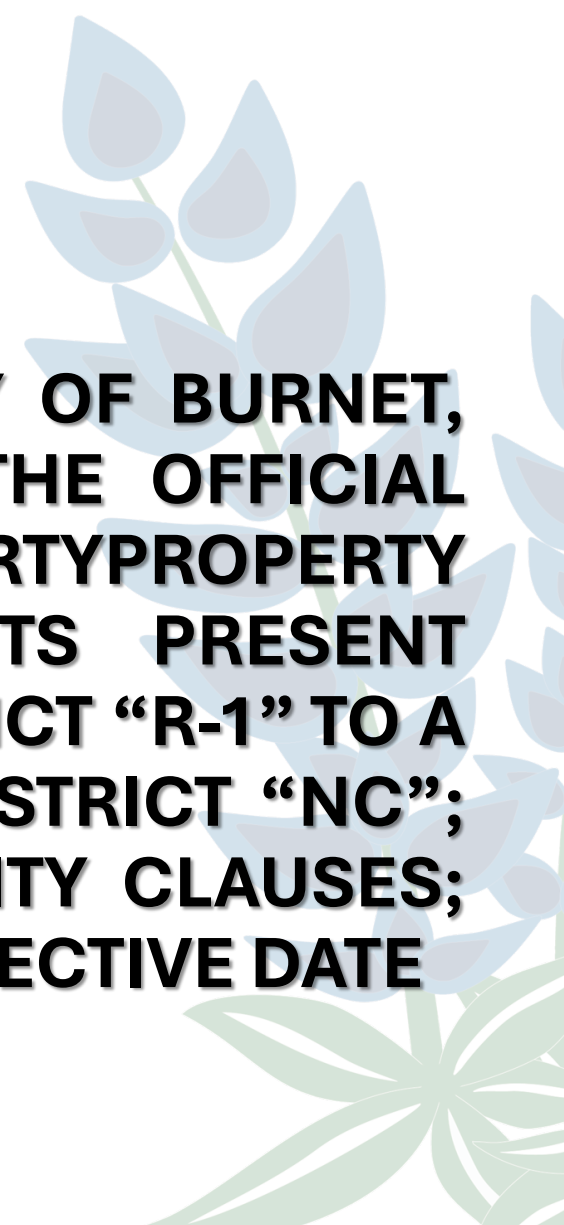 Y OF BURNET,
THE OFFICIAL
RTYPROPERTY
TS PRESENT
ICT “R-1” TO A
STRICT “NC”;
ITY CLAUSES;
ECTIVE DATE